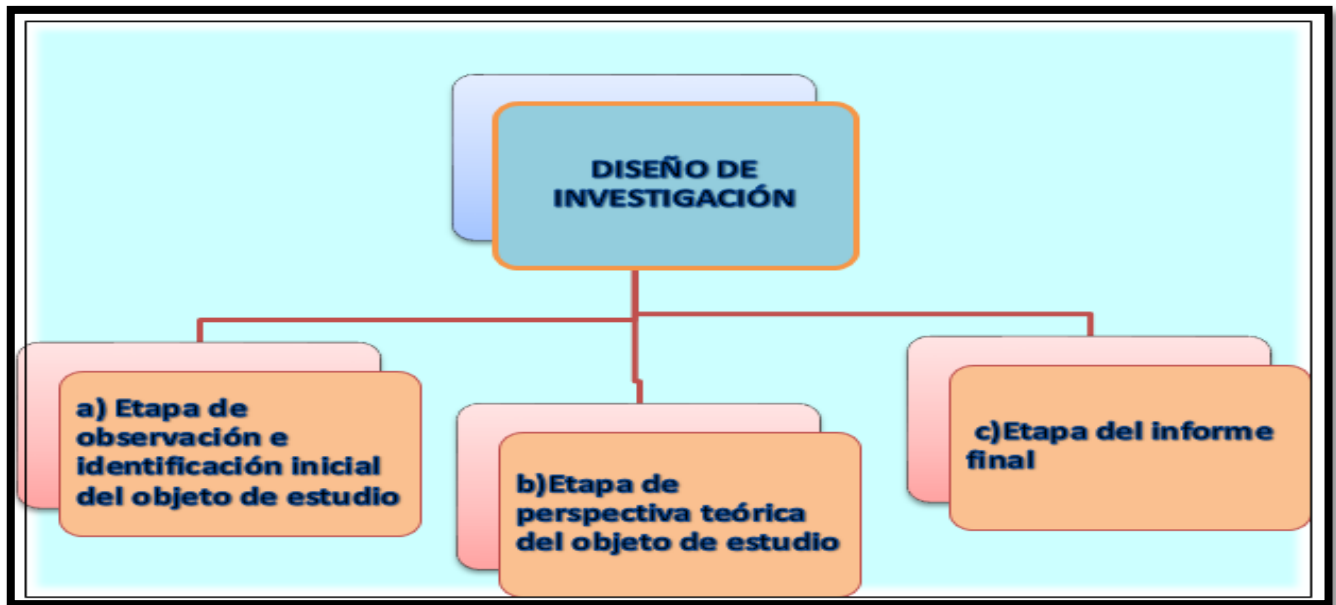 DISEÑO DE
INVESTIGACIÓN
a) Etapa de
observación e
identificación inicial
del objeto de estudio
b)Etapa de
perspectiva teórica
del objeto de estudio
c)Etapa del informe
final